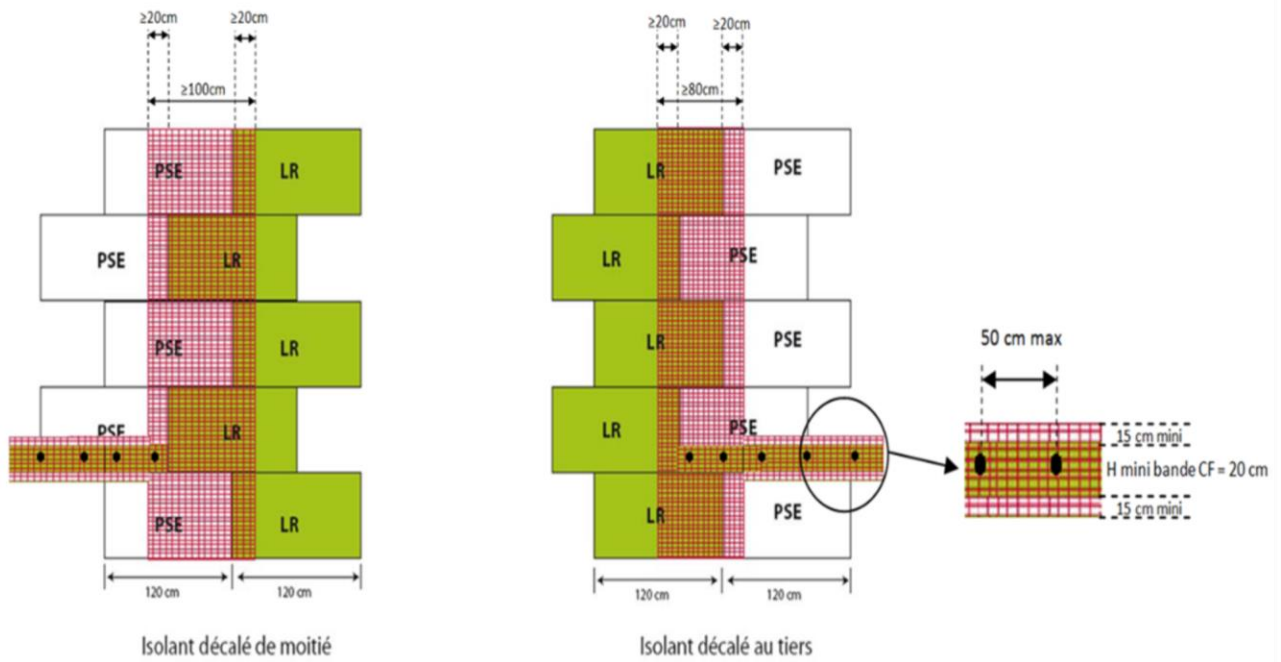 ≥20cm
≥20cm
≥100cm
PSE
LR
PSE
LR
PSE
LR
PSE
LR
PSE
LR
120 cm
120 cm
Isolant décalé de moitié
≥20cm
≥20cm
≥80cm
LR
PSE
LR
PSE
LR
PSE
LR
PSE
LR
PSE
120 cm
120 cm
Isolant décalé au tiers
50 cm max
15 cm mini
H mini bande CF = 20 cm
15 cm mini